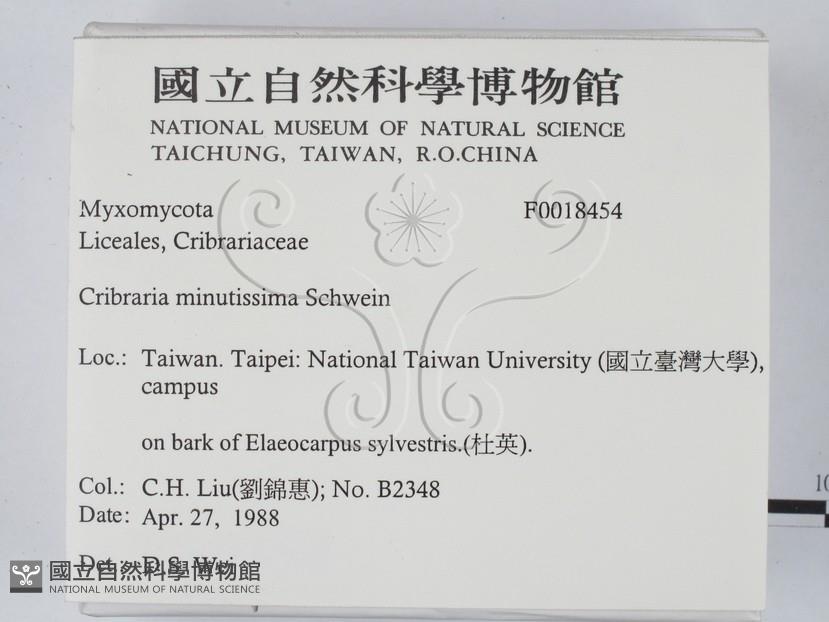 國立自然科學博物館
NATIONAL MUSEUM OF NATURAL SCIENCE
TAICHUNG, TAIWAN, R.O.CHINA
Myxomycota F0018454
Liceales, Cribrariaceae
Cribraria minutissima Schwein
Loc.: Taiwan. Taipei: National Taiwan University (國立臺灣大學),
campus
on bark of Elaeocarpus sylvestris.(杜英).
Col.: C.H. Liu(劉錦惠); No. B2348
Date: Apr. 27, 1988
Det.: D.S. Wei
國立自然科學博物館
NATIONAL MUSEUM OF NATURAL SCIENCE